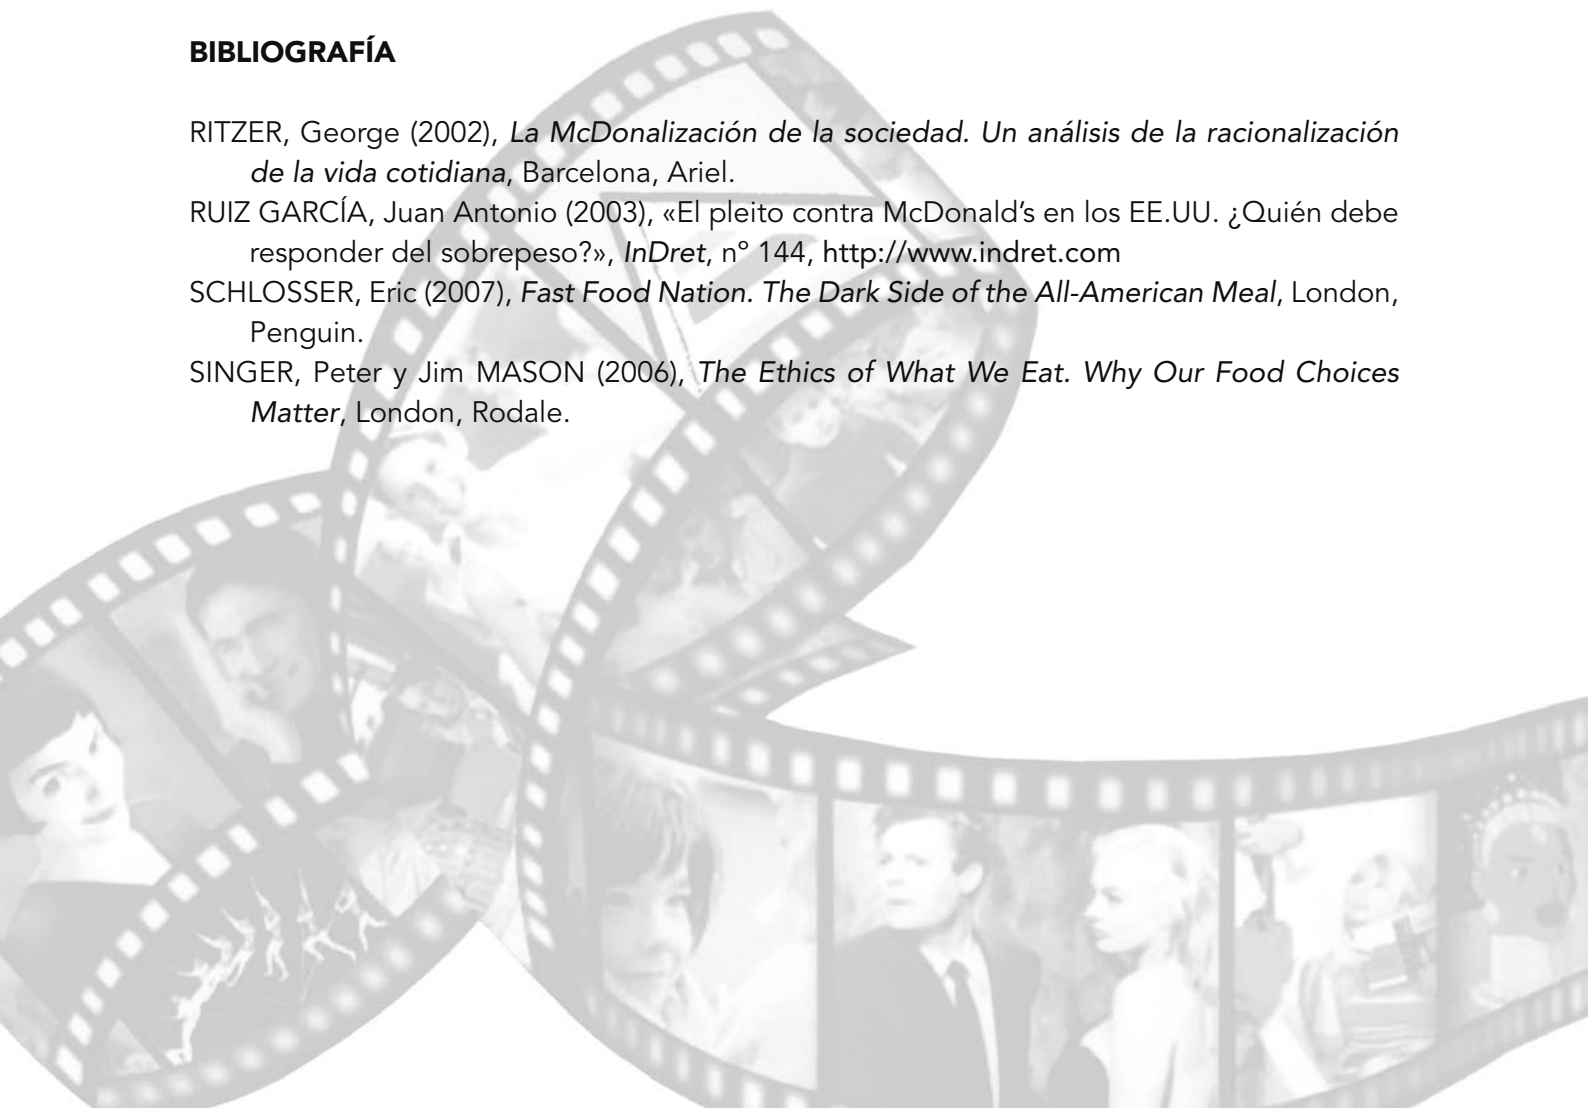 BIBLIOGRAFÍA
RITZER, George (2002), La McDonalización de la sociedad. Un análisis de la racionalización
de la vida cotidiana, Barcelona, Ariel.
RUIZ GARCÍA, Juan Antonio (2003), «El pleito contra McDonald’s en los EE.UU. ¿Quién debe
responder del sobrepeso?», InDret, nº 144, http://www.indret.com
SCHLOSSER, Eric (2007), Fast Food Nation. The Dark Side of the All-American Meal, London,
Penguin.
SINGER, Peter y Jim MASON (2006), The Ethics of What We Eat. Why Our Food Choices
Matter, London, Rodale.